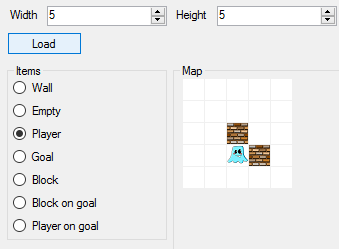 Width 5 Height 5
Load
Items
Wall
Empty
Player
Goal
Block
Block on goal
Player on goal
Map